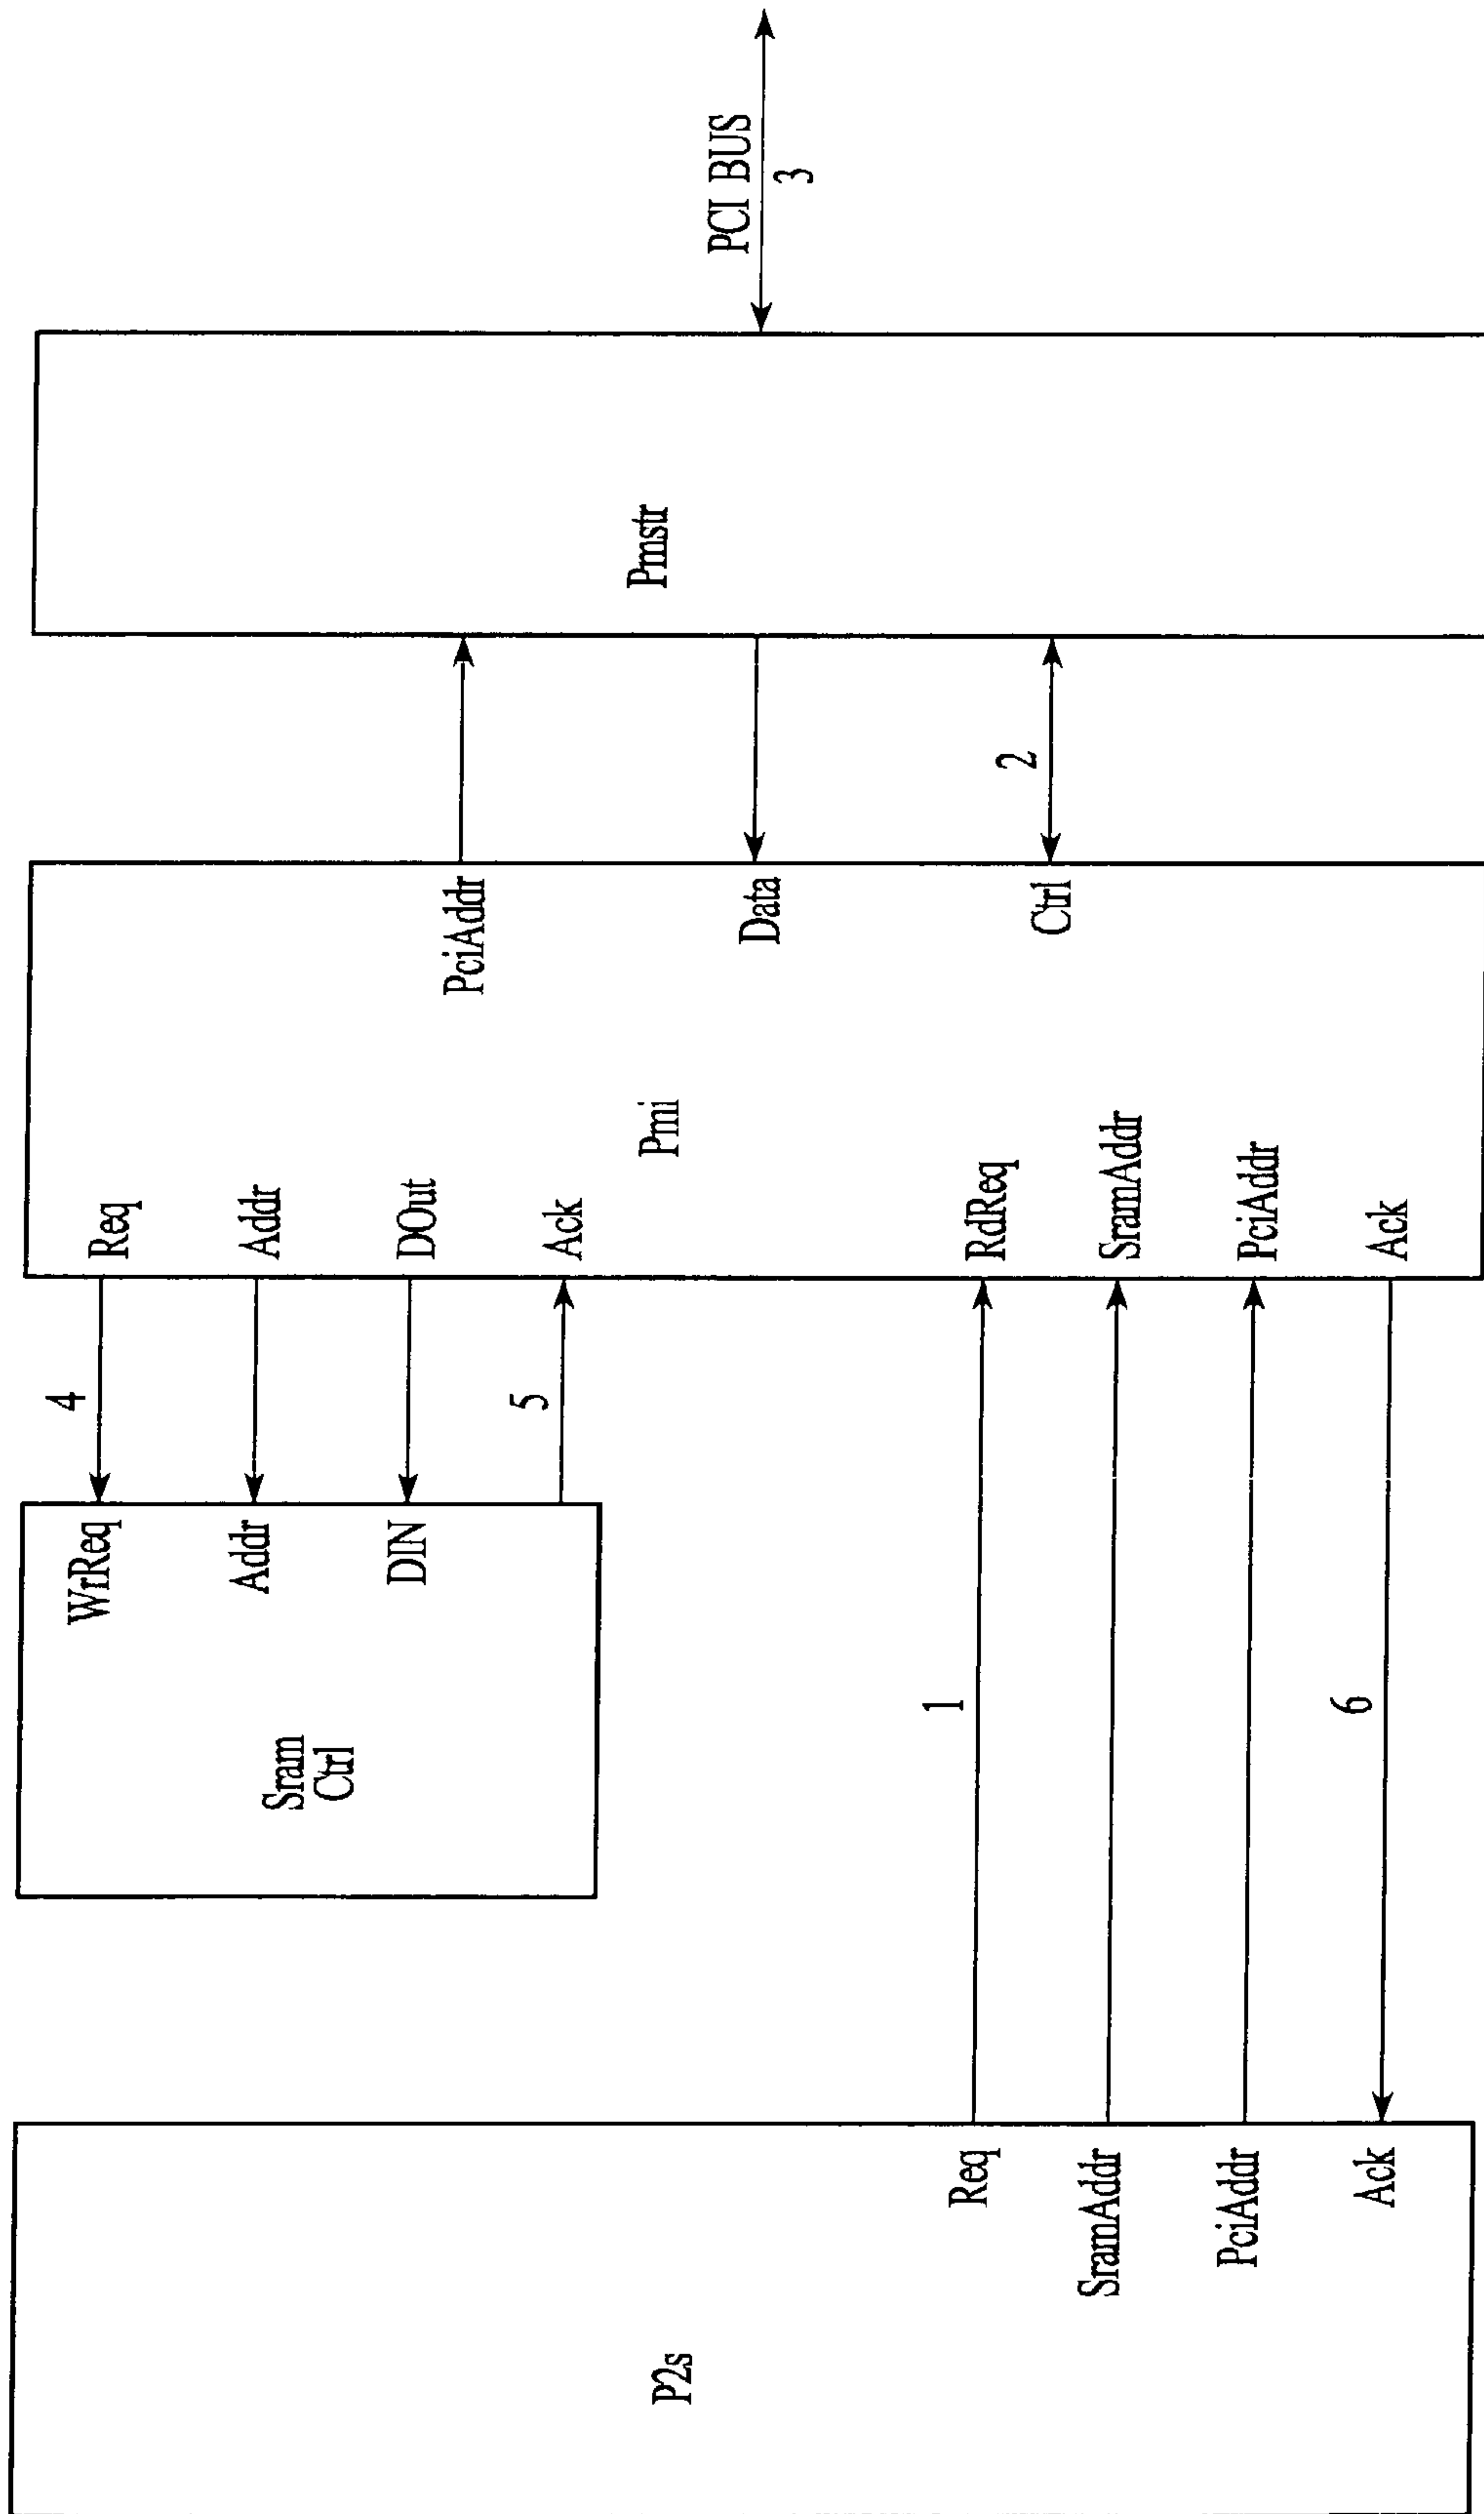 P2s
Req
SramAddr
PciAddr
Ack
1
6
Sram
Ctrl
WrReq
Addr
DIN
4
5
Req
Addr
DOut
Ack
Pmi
RdReq
SramAddr
PciAddr
Ack
PciAddr
Data
Ctrl
2
Pmstr
PCI BUS
3